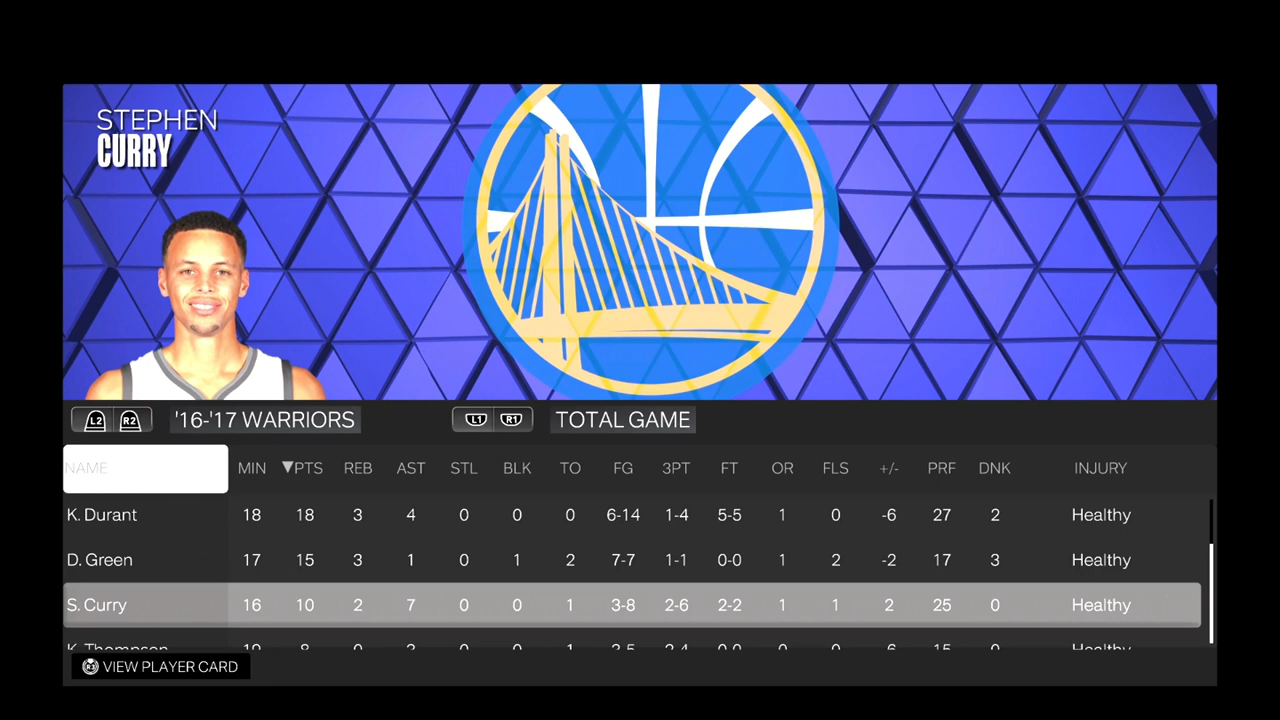 STEPHEN
CURRY
L2 R2 '16-'17 WARRIORS L1 R1 TOTAL GAME
NAME MIN ▼PTS REB AST STL BLK TO FG 3PT FT OR FLS +/- PRF DNK INJURY
K. Durant 18 18 3 4 0 0 0 6-14 1-4 5-5 1 0 -6 27 2 Healthy
D. Green 17 15 3 1 0 1 2 7-7 1-1 0-0 1 2 -2 17 3 Healthy
S. Curry 16 10 2 7 0 0 1 3-8 2-6 2-2 1 1 2 25 0 Healthy
K. Thompson
R3 VIEW PLAYER CARD